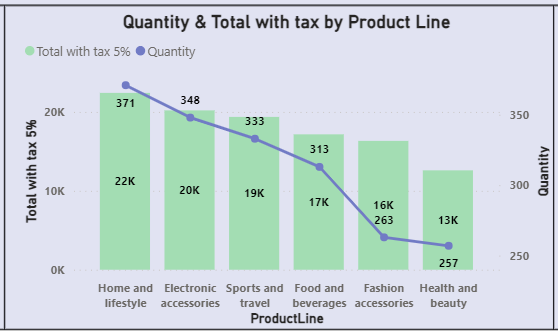 Quantity & Total with tax by Product Line
Total with tax 5% Quantity
Total with tax 5%
20K
10K
0K
371
348
333
313
263
257
22K
20K
19K
17K
16K
13K
350
300
250
Quantity
Home and lifestyle
Electronic accessories
Sports and travel
Food and beverages
Fashion accessories
Health and beauty
ProductLine